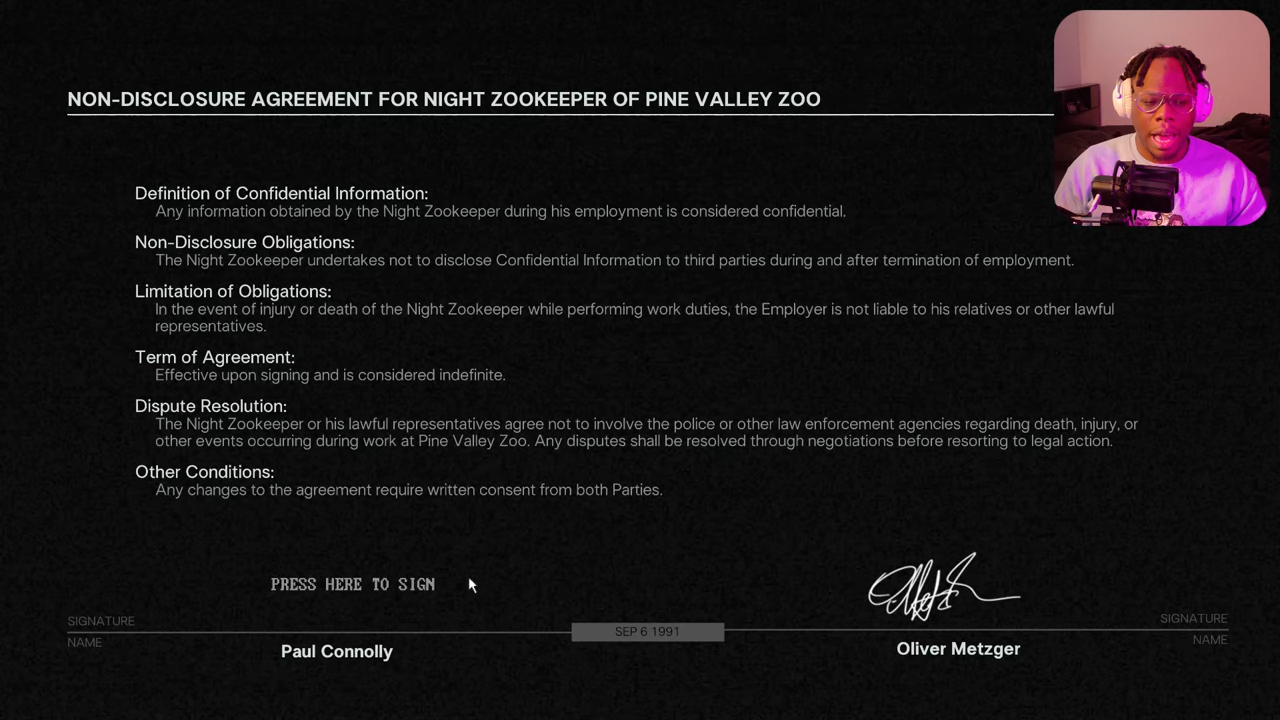 NON-DISCLOSURE AGREEMENT FOR NIGHT ZOOKEEPER OF PINE VALLEY ZOO
Definition of Confidential Information:
Any information obtained by the Night Zookeeper during his employment is considered confidential.
Non-Disclosure Obligations:
The Night Zookeeper undertakes not to disclose Confidential Information to third parties during and after termination of employment.
Limitation of Obligations:
In the event of injury or death of the Night Zookeeper while performing work duties, the Employer is not liable to his relatives or other lawful
representatives.
Term of Agreement:
Effective upon signing and is considered indefinite.
Dispute Resolution:
The Night Zookeeper or his lawful representatives agree not to involve the police or other law enforcement agencies regarding death, injury, or
other events occurring during work at Pine Valley Zoo. Any disputes shall be resolved through negotiations before resorting to legal action.
Other Conditions:
Any changes to the agreement require written consent from both Parties.
PRESS HERE TO SIGN
SIGNATURE
SIGNATURE
SEP 6 1991
NAME
NAME
Paul Connolly
Oliver Metzger